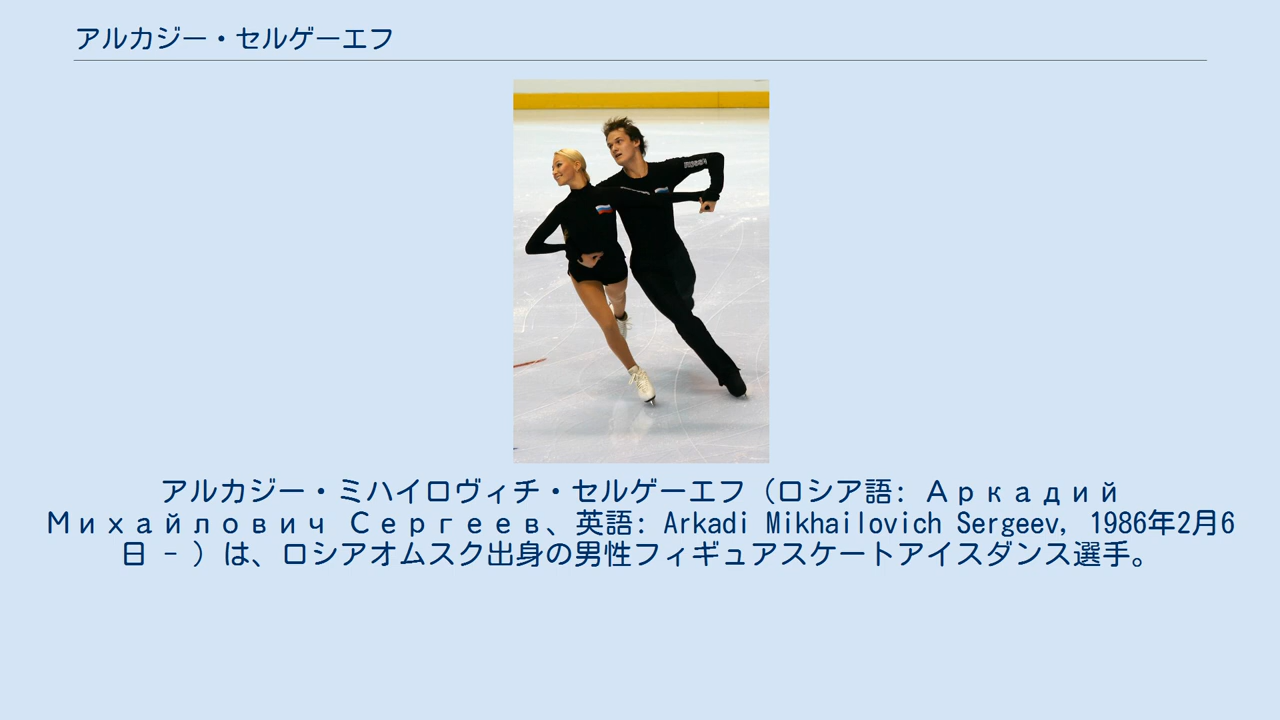 アルカジー・セルゲーエフ
RUSSIA
アルカジー・ミハイロヴィチ・セルゲーエフ（ロシア語: Аркадий
Михайлович Сергеев、英語: Arkadi Mikhailovich Sergeev, 1986年2月6
日 - ）は、ロシアオムスク出身の男性フィギュアスケートアイスダンス選手。